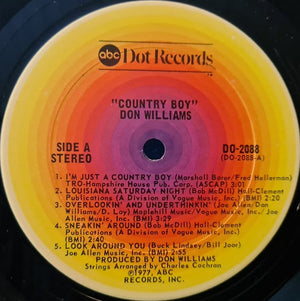 abc Dot Records
"COUNTRY BOY"
DON WILLIAMS
SIDE A
STEREO
DO-2088
(DO-2088-A)
1. I'M JUST A COUNTRY BOY (Marshall Barer/Fred Hellerman)
TRO-Hampshire House Pub. Corp. (ASCAP) 3:01
2. LOUISIANA SATURDAY NIGHT (Bob McDill) Hall-Clement
Publications (A Division of Vogue Music, Inc.) (BMI) 2:20
3. OVERLOOKIN' AND UNDERTHINKIN' (Joe Allen/Don
Williams/D. Loy) Maplehill Music/Vogue Music, Inc./Joe
Allen Music, Inc. (BMI) 3:29
4. SNEAKIN' AROUND (Bob McDill) Hall-Clement
Publications (A Division of Vogue Music, Inc.)
(BMI) 2:40
5. LOOK AROUND YOU (Buck Lindsey/Bill Joor)
Joe Allen Music, Inc. (BMI) 2:55
PRODUCED BY DON WILLIAMS
Strings Arranged by Charles Cochran
©1977, ABC
RECORDS, INC.